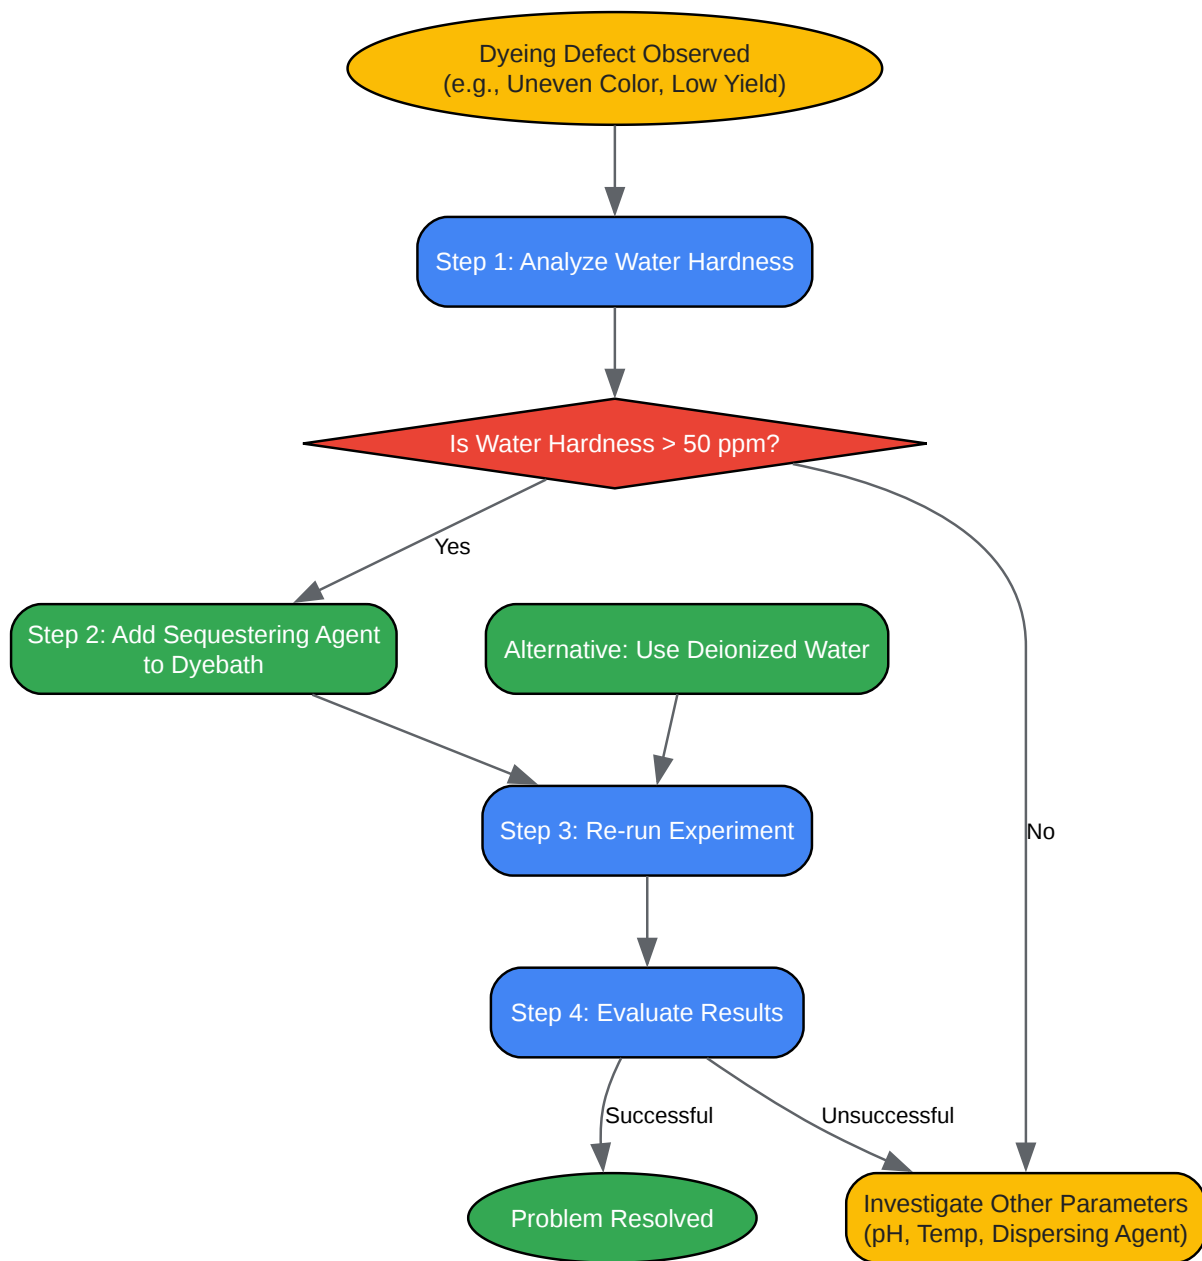 Dyeing Defect Observed
(e.g., Uneven Color, Low Yield)
Step 1: Analyze Water Hardness
Is Water Hardness > 50 ppm?
Yes
Step 2: Add Sequestering Agent
to Dyebath
Alternative: Use Deionized Water
Step 3: Re-run Experiment
No
Step 4: Evaluate Results
Successful
Unsuccessful
Problem Resolved
Investigate Other Parameters
(pH, Temp, Dispersing Agent)